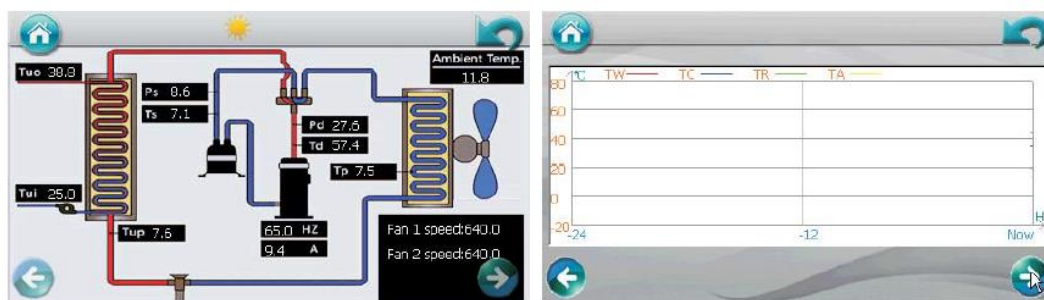 Ambient Temp.
11.8
Tuo 38.8
Ps 8.6
Ts 7.1
Pd 27.6
Td 57.4
Tp 7.5
Tui 25.0
Tup 7.6
65.0 HZ
9.4 A
Fan 1 speed:640.0
Fan 2 speed:640.0
°C TW TC TR TA
80
60
40
20
0
-20
-24 -12 Now
H